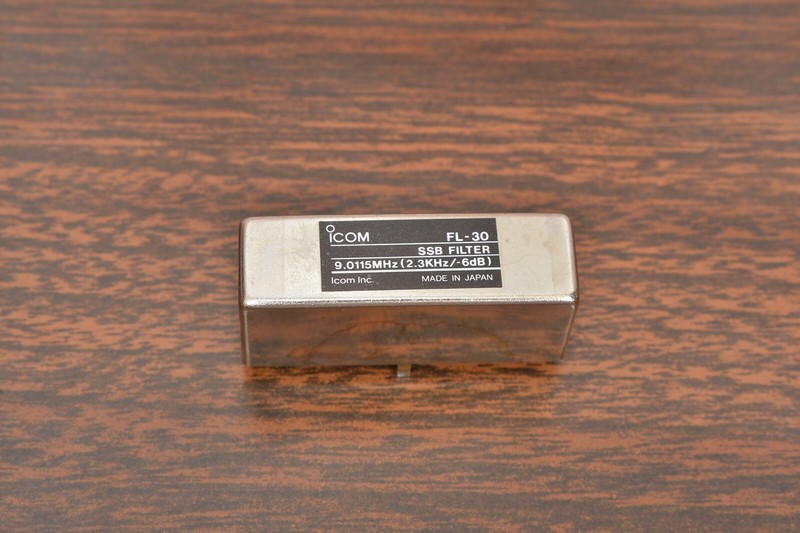 ICOM FL-30
SSB FILTER
9.0115MHz (2.3KHz/-6dB)
Icom Inc. MADE IN JAPAN